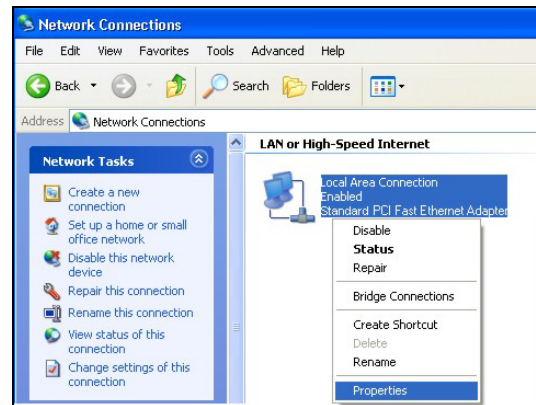 Network Connections
File Edit View Favorites Tools Advanced Help
Back Search Folders
Address Network Connections
Network Tasks
Create a new
connection
Set up a home or small
office network
Disable this network
device
Repair this connection
Rename this connection
View status of this
connection
Change settings of this
connection
LAN or High-Speed Internet
Local Area Connection
Enabled
Standard PCI Fast Ethernet Adapter
Disable
Status
Repair
Bridge Connections
Create Shortcut
Delete
Rename
Properties